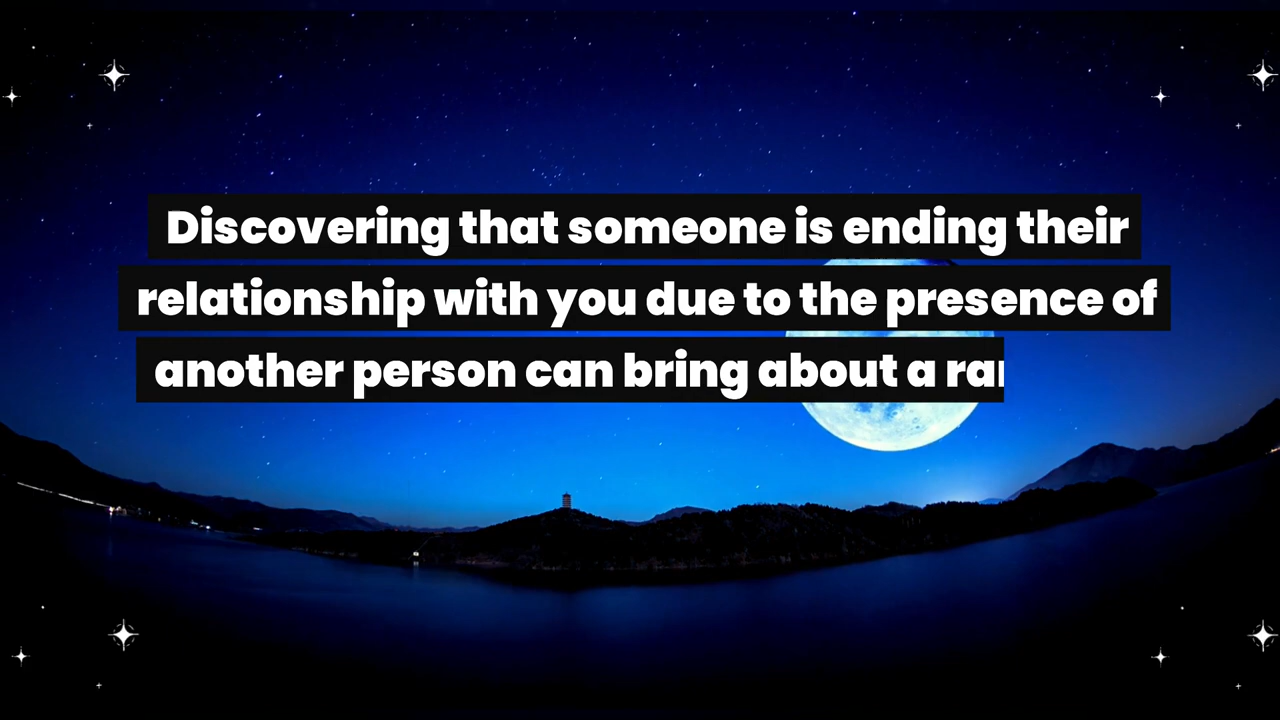 Discovering that someone is ending their
relationship with you due to the presence of
another person can bring about a